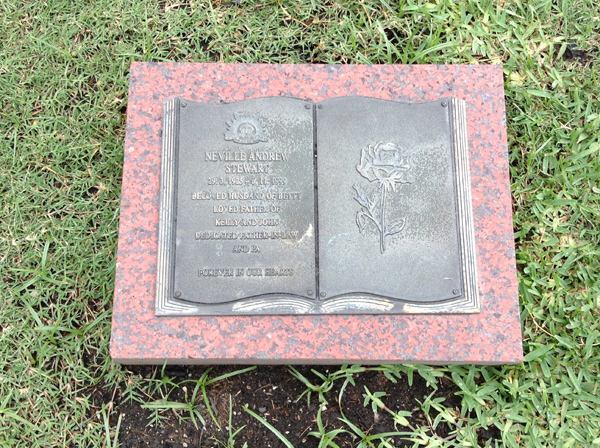 NEVILLE ANDREW
STEWART
BELOVED HUSBAND OF BETTY
LOVED FATHER OF
KELLY AND JOHN
DEDICATED FATHER-IN-LAW
AND PA
FOREVER IN OUR HEARTS